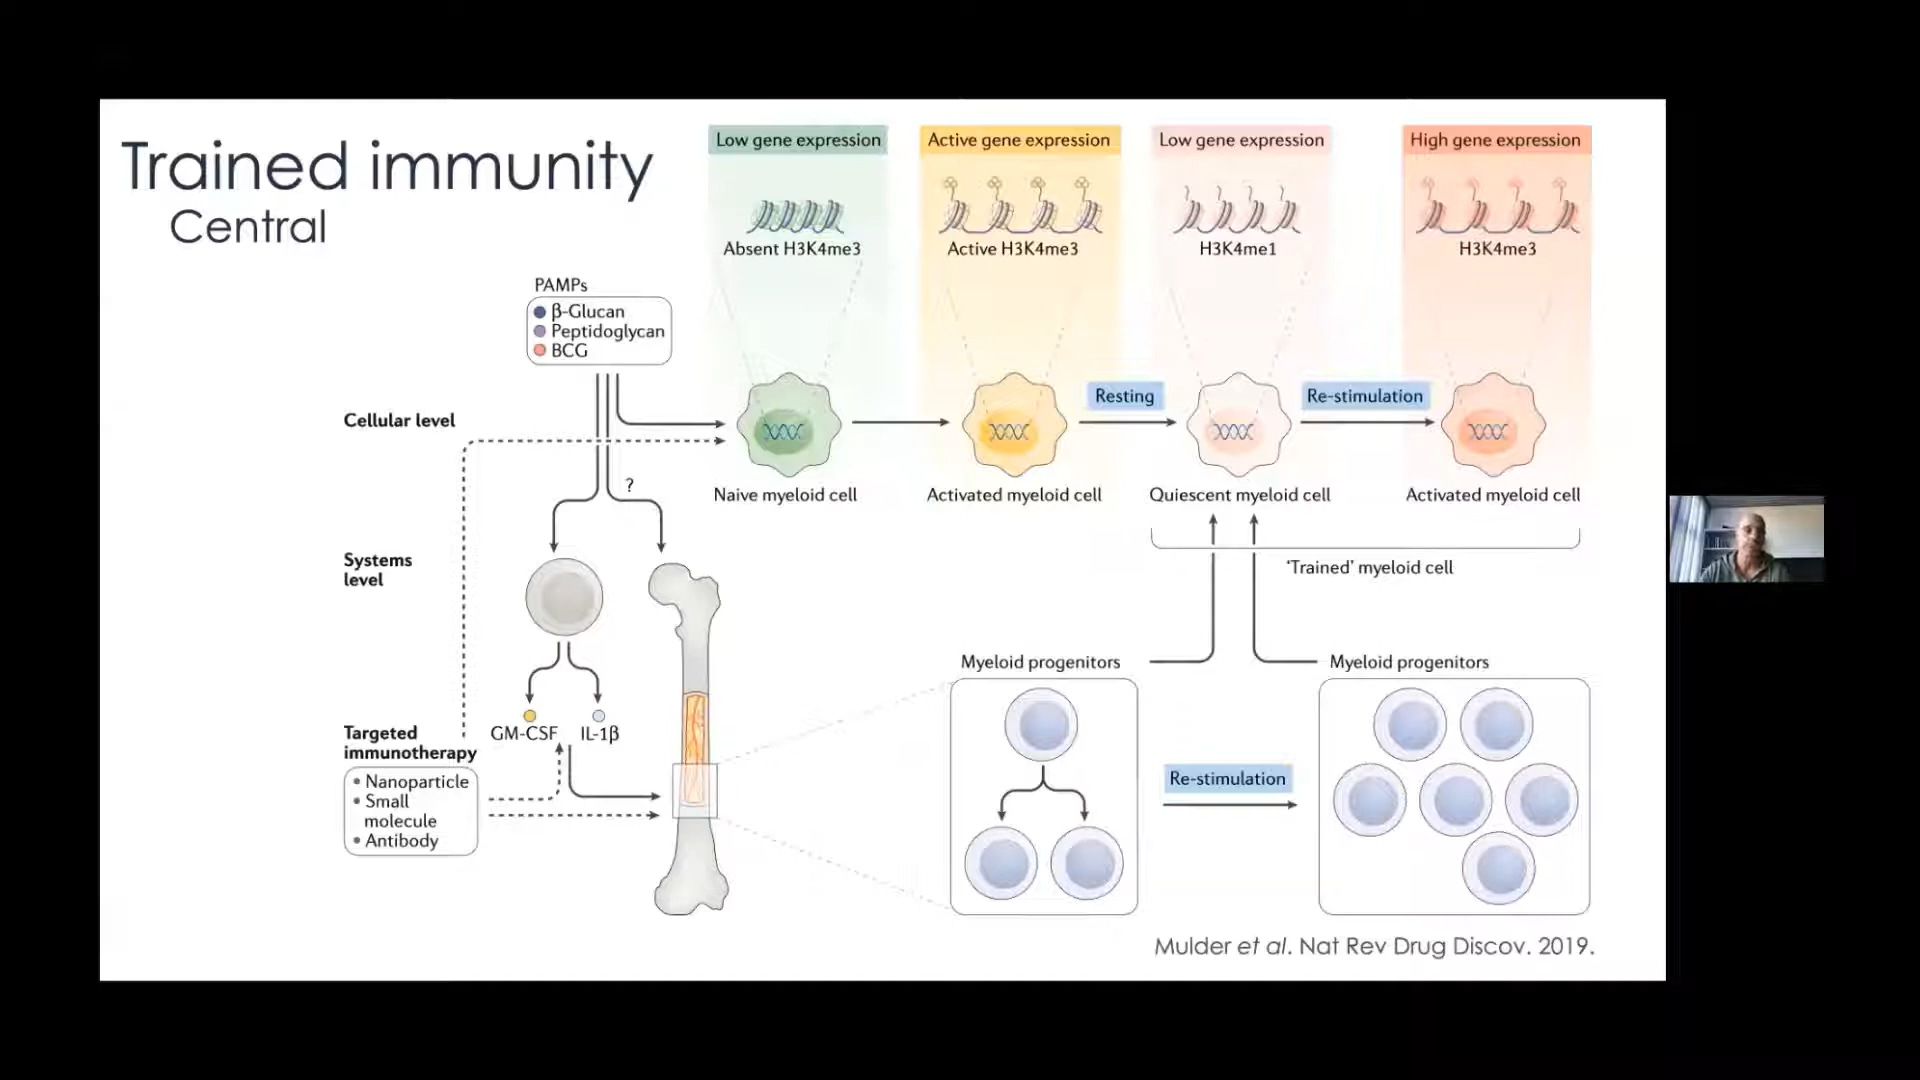 Trained immunity
Central
Low gene expression
Active gene expression
Low gene expression
High gene expression
Absent H3K4me3
Active H3K4me3
H3K4me1
H3K4me3
PAMPs
β-Glucan
Peptidoglycan
BCG
Cellular level
Resting
Re-stimulation
?
Naive myeloid cell
Activated myeloid cell
Quiescent myeloid cell
Activated myeloid cell
'Trained' myeloid cell
Systems
level
GM-CSF
IL-1β
Targeted
immunotherapy
• Nanoparticle
• Small
molecule
• Antibody
Myeloid progenitors
Re-stimulation
Myeloid progenitors
Mulder et al. Nat Rev Drug Discov. 2019.